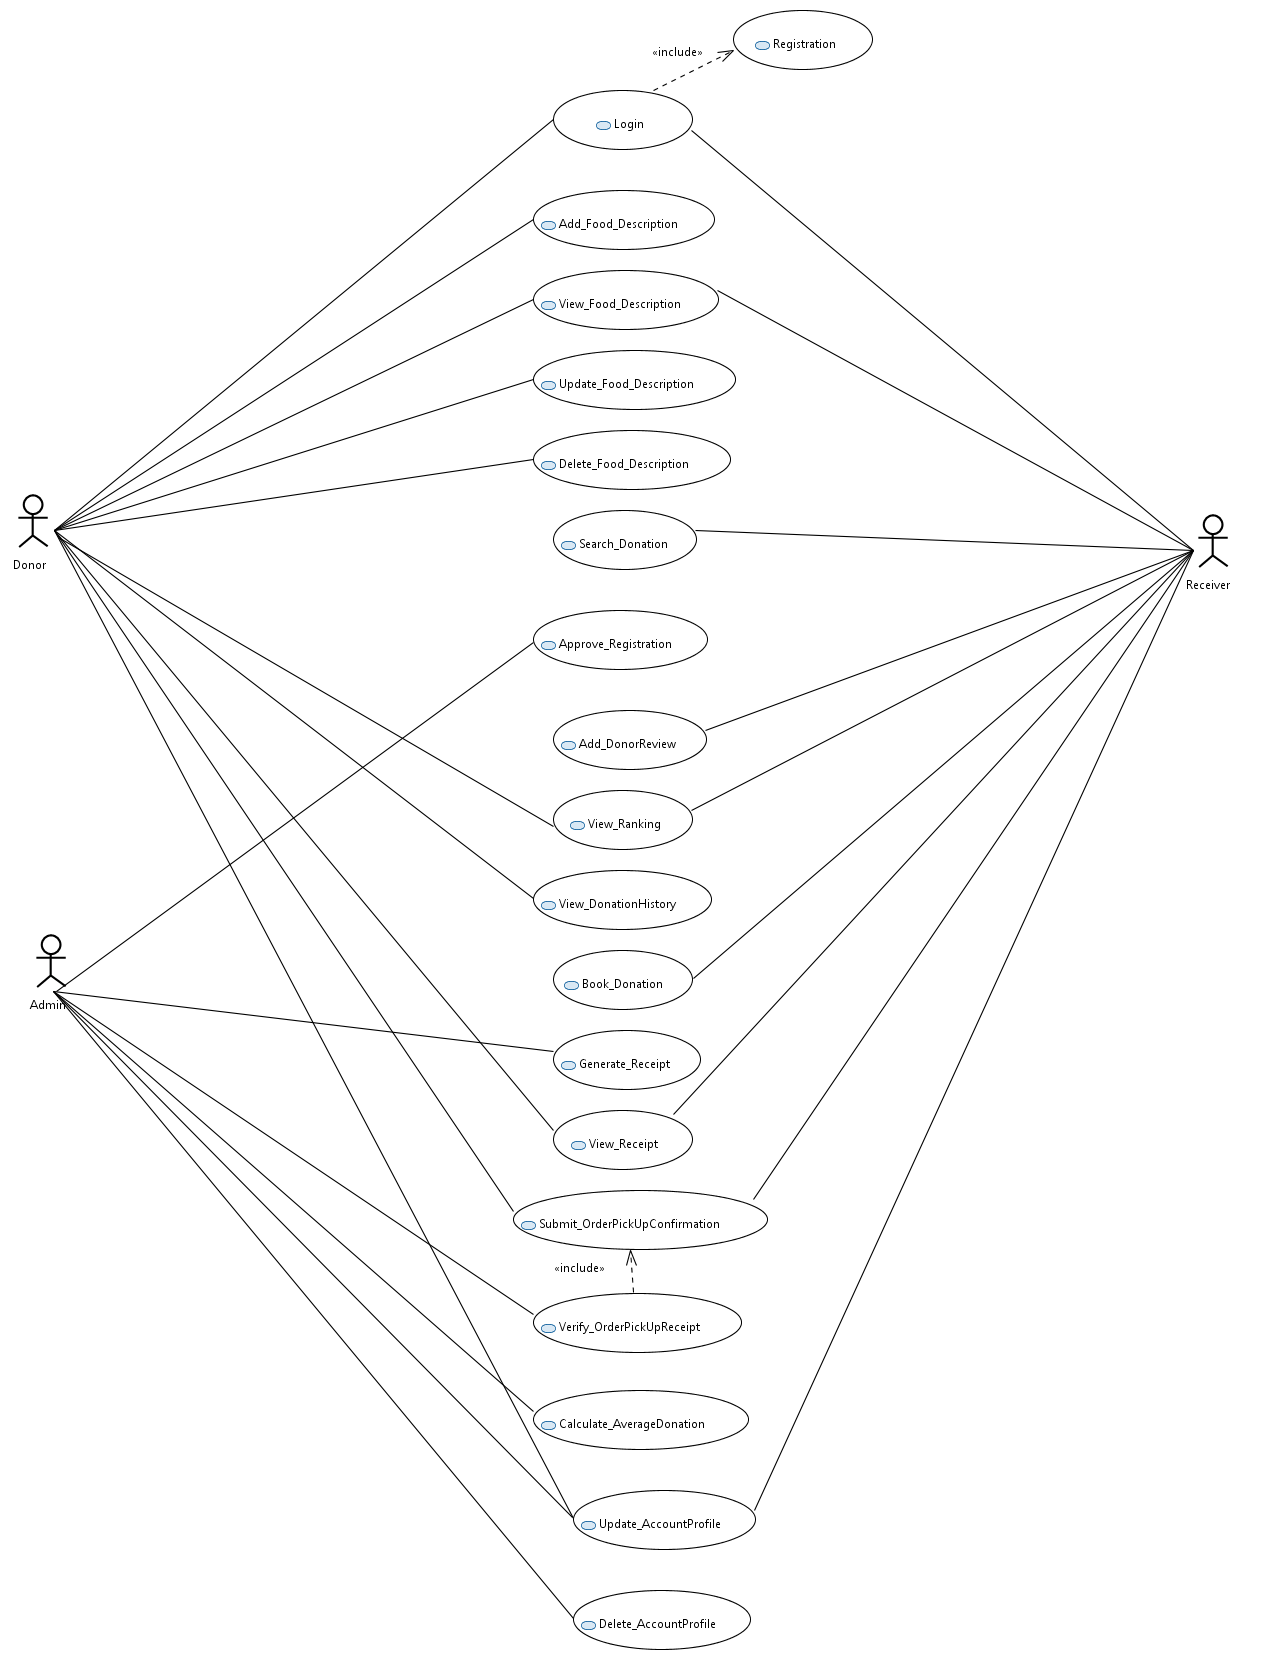 Registration
«include»
Login
Add_Food_Description
View_Food_Description
Update_Food_Description
Delete_Food_Description
Search_Donation
Donor
Receiver
Approve_Registration
Add_DonorReview
View_Ranking
View_DonationHistory
Book_Donation
Admin
Generate_Receipt
View_Receipt
Submit_OrderPickUpConfirmation
«include»
Verify_OrderPickUpReceipt
Calculate_AverageDonation
Update_AccountProfile
Delete_AccountProfile